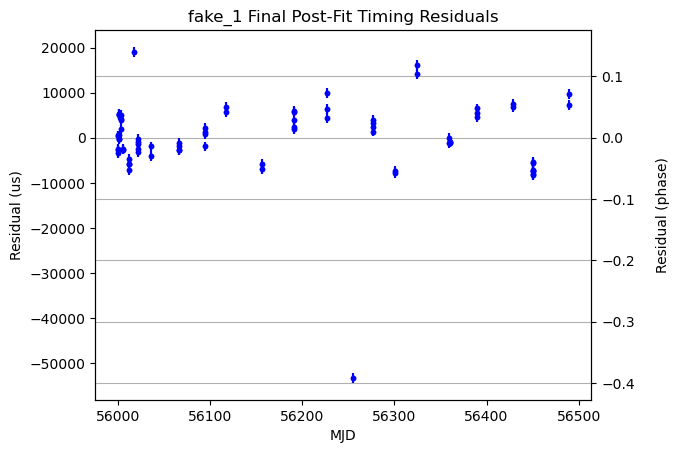 fake_1 Final Post-Fit Timing Residuals
20000
10000
0
−10000
−20000
−30000
−40000
−50000
Residual (us)
0.1
0.0
−0.1
−0.2
−0.3
−0.4
Residual (phase)
56000 56100 56200 56300 56400 56500
MJD